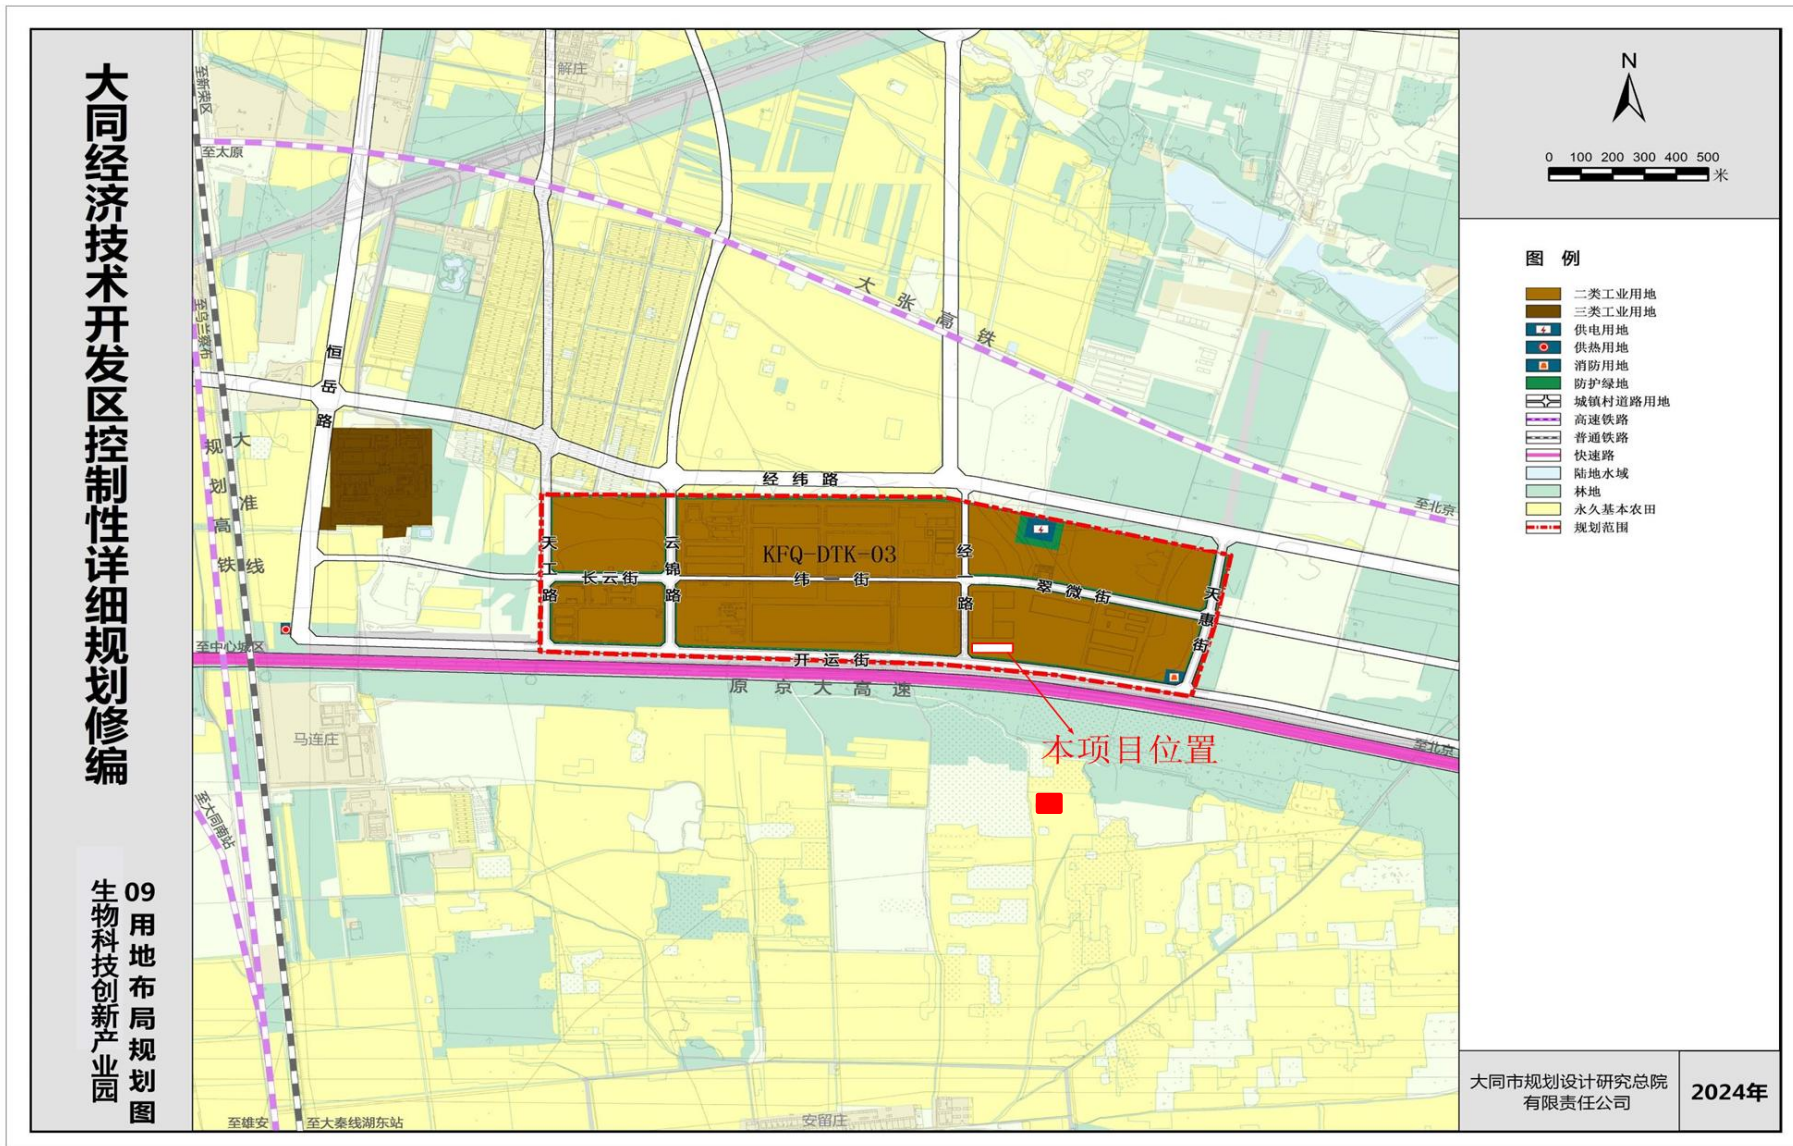 大同经济技术开发区控制性详细规划修编
生物科技创新产业园
09用地布局规划图
至新荣区
至太原
至乌兰察布
解庄
大张高铁
恒岳路
规划高铁
大准线
至北京
经纬路
KFQ-DTK-03
天工路
云锦路
经一路
长云街
纬一街
翠微街
天惠街
至中心城区
开运街
原京大高速
至北京
本项目位置
马连庄
至大同南站
至雄安
至大秦线湖东站
安留庄
N
0 100 200 300 400 500
米
图例
二类工业用地
三类工业用地
供电用地
供热用地
消防用地
防护绿地
城镇村道路用地
高速铁路
普通铁路
快速路
陆地水域
林地
永久基本农田
规划范围
大同市规划设计研究总院
有限责任公司
2024年